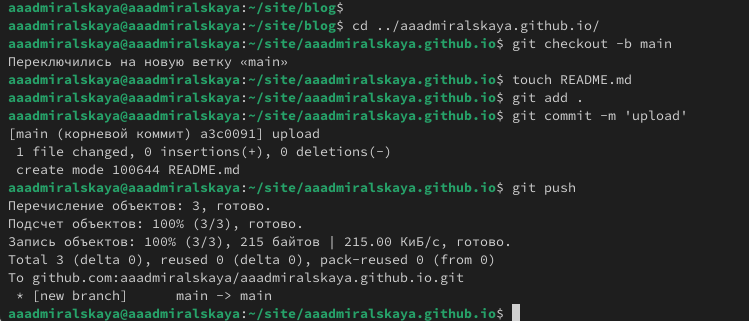 aaadmiralskaya@aaadmiralskaya:~/site/blog$
aaadmiralskaya@aaadmiralskaya:~/site/blog$ cd ../aaadmiralskaya.github.io/
aaadmiralskaya@aaadmiralskaya:~/site/aaadmiralskaya.github.io$ git checkout -b main
Переключились на новую ветку «main»
aaadmiralskaya@aaadmiralskaya:~/site/aaadmiralskaya.github.io$ touch README.md
aaadmiralskaya@aaadmiralskaya:~/site/aaadmiralskaya.github.io$ git add .
aaadmiralskaya@aaadmiralskaya:~/site/aaadmiralskaya.github.io$ git commit -m 'upload'
[main (корневой коммит) a3c0091] upload
 1 file changed, 0 insertions(+), 0 deletions(-)
 create mode 100644 README.md
aaadmiralskaya@aaadmiralskaya:~/site/aaadmiralskaya.github.io$ git push
Перечисление объектов: 3, готово.
Подсчет объектов: 100% (3/3), готово.
Запись объектов: 100% (3/3), 215 байтов | 215.00 КиБ/с, готово.
Total 3 (delta 0), reused 0 (delta 0), pack-reused 0 (from 0)
To github.com:aaadmiralskaya/aaadmiralskaya.github.io.git
 * [new branch]      main -> main
aaadmiralskaya@aaadmiralskaya:~/site/aaadmiralskaya.github.io$